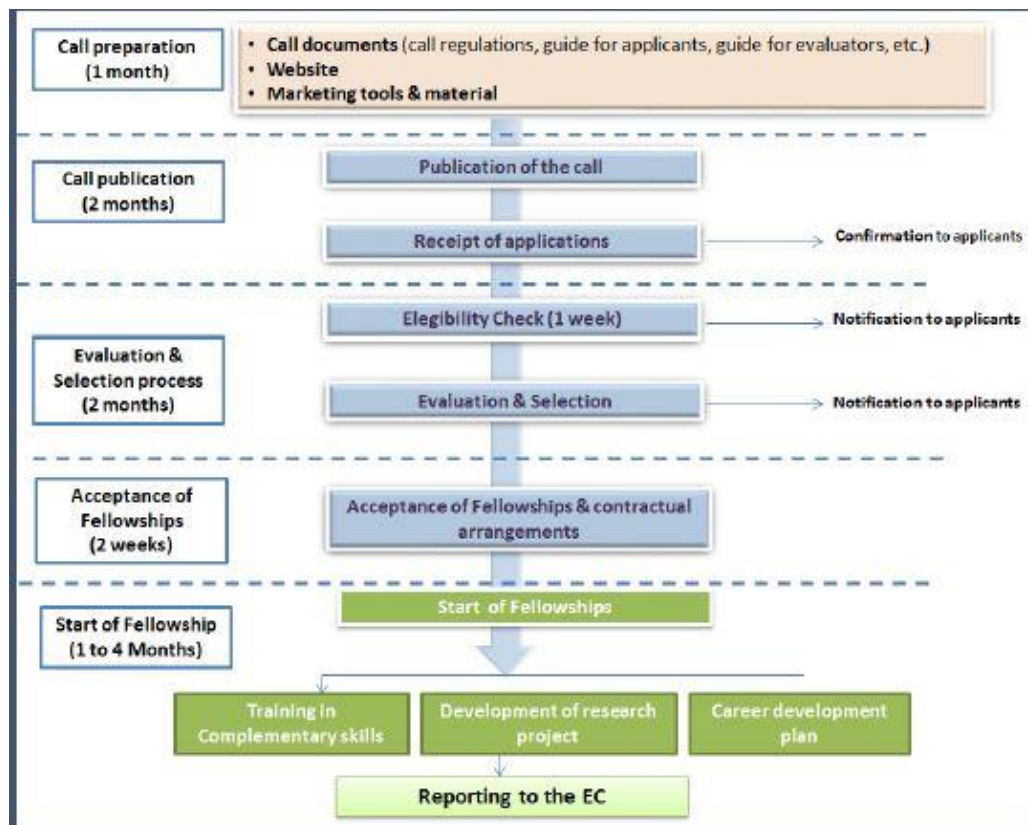 Call preparation
(1 month)
• Call documents (call regulations, guide for applicants, guide for evaluators, etc.)
• Website
• Marketing tools & material
Call publication
(2 months)
Publication of the call
Receipt of applications
Confirmation to applicants
Evaluation &
Selection process
(2 months)
Elegibility Check (1 week)
Notification to applicants
Evaluation & Selection
Notification to applicants
Acceptance of
Fellowships
(2 weeks)
Acceptance of Fellowships & contractual
arrangements
Start of Fellowship
(1 to 4 Months)
Start of Fellowships
Training in
Complementary skills
Development of research
project
Career development
plan
Reporting to the EC